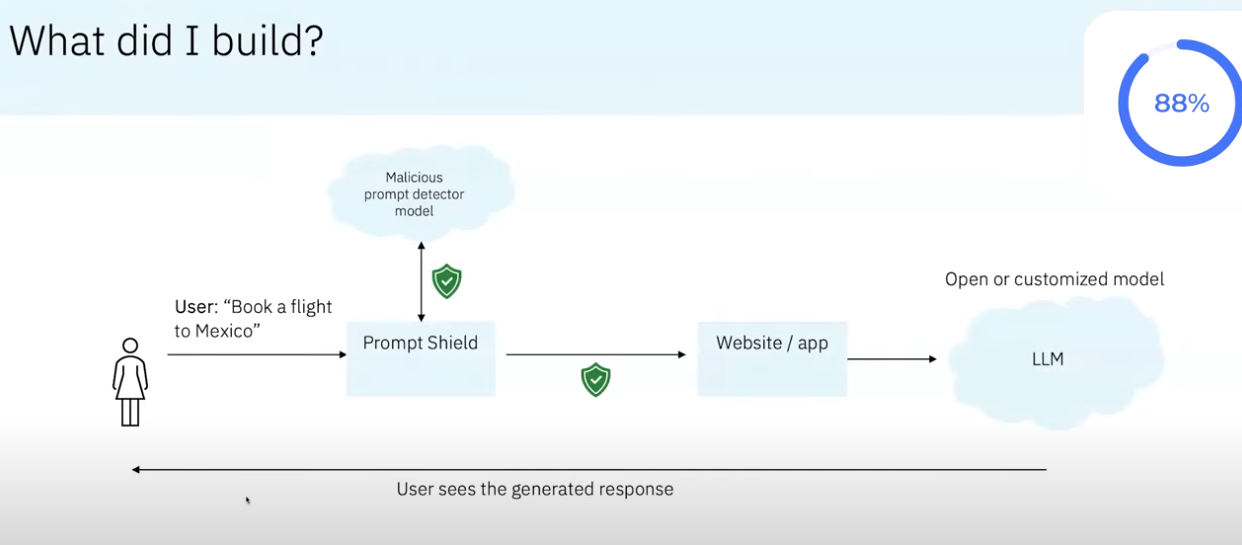 What did I build?
88%
Malicious
prompt detector
model
User: “Book a flight
to Mexico”
Prompt Shield
Website / app
Open or customized model
LLM
User sees the generated response